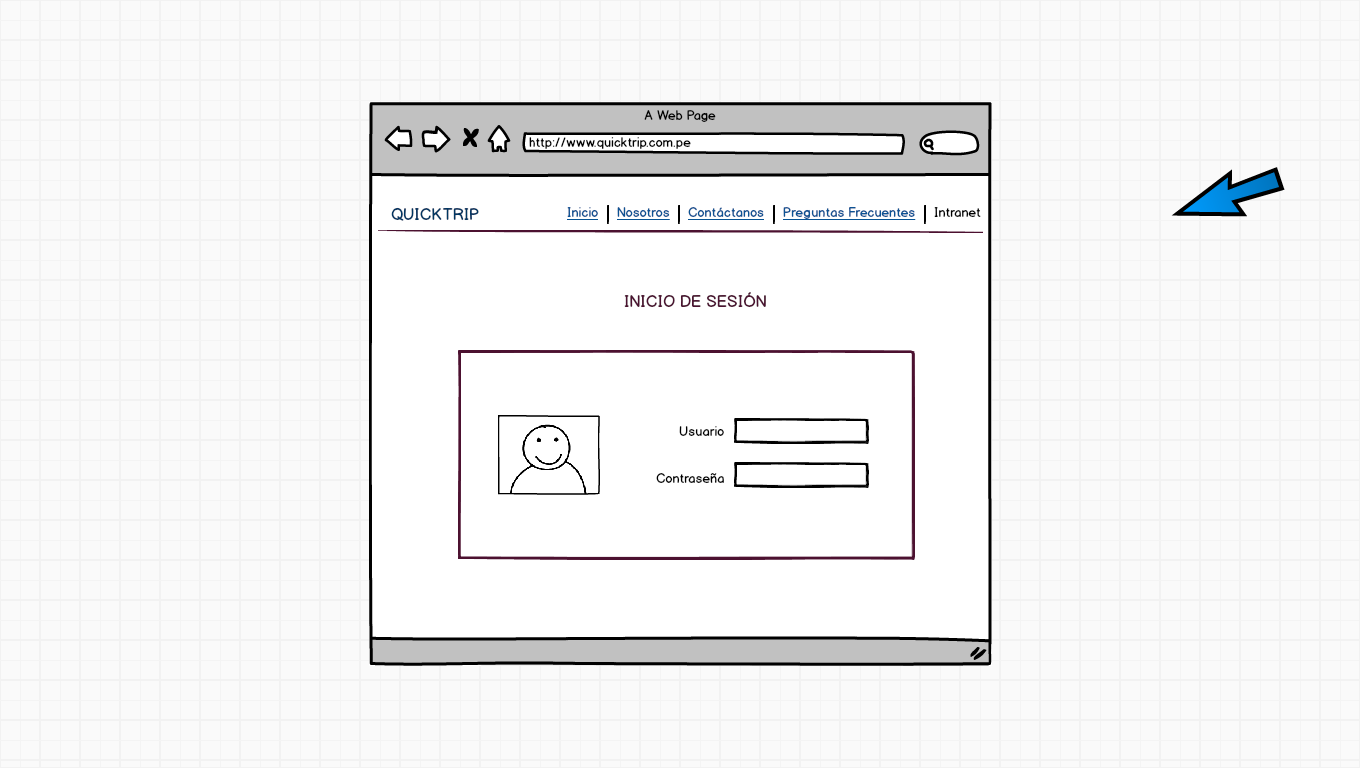 A Web Page
http://www.quicktrip.com.pe
QUICKTRIP
Inicio Nosotros Contáctanos Preguntas Frecuentes Intranet
INICIO DE SESIÓN
Usuario
Contraseña